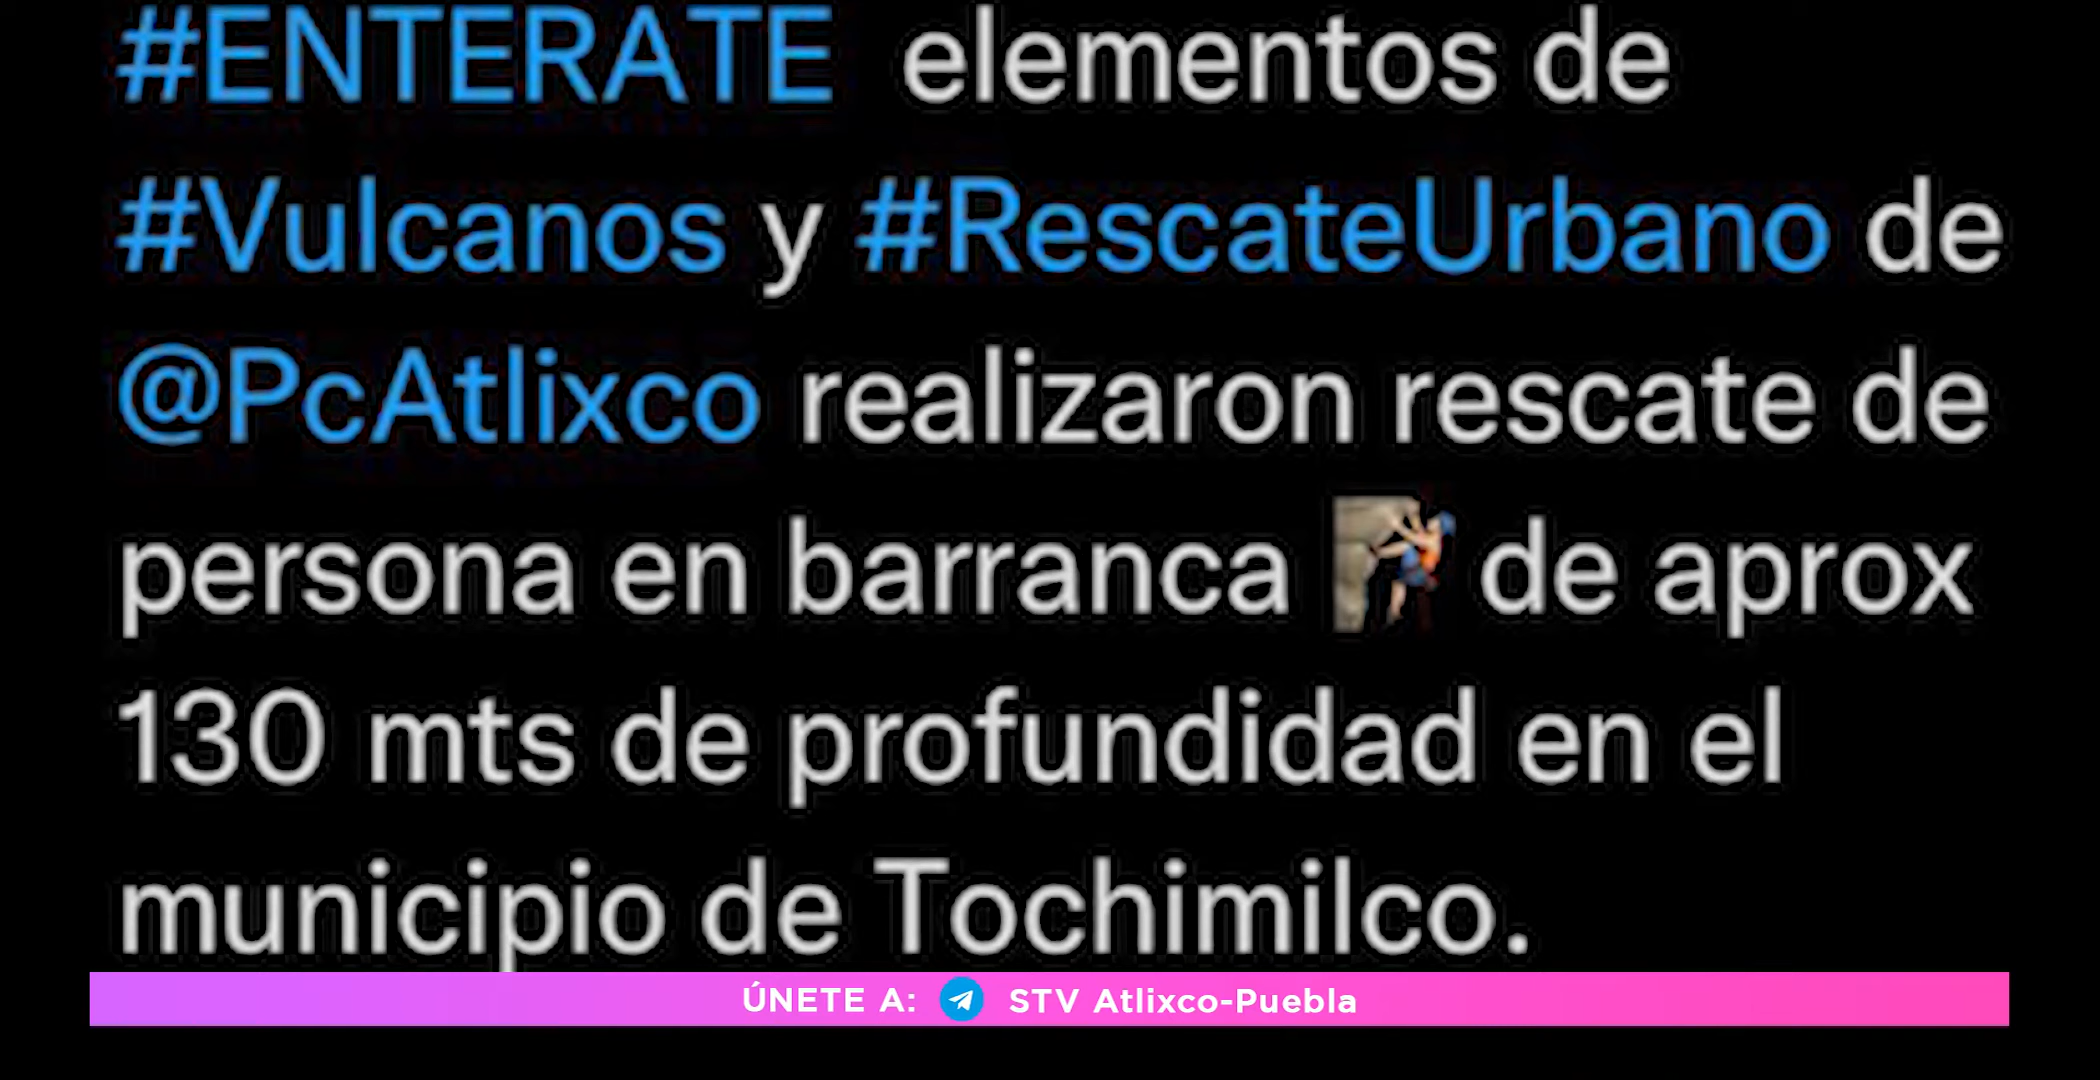 #ENTERATE elementos de
#Vulcanos y #RescateUrbano de
@PcAtlixco realizaron rescate de
persona en barranca 🧗 de aprox
130 mts de profundidad en el
municipio de Tochimilco.
ÚNETE A: STV Atlixco-Puebla